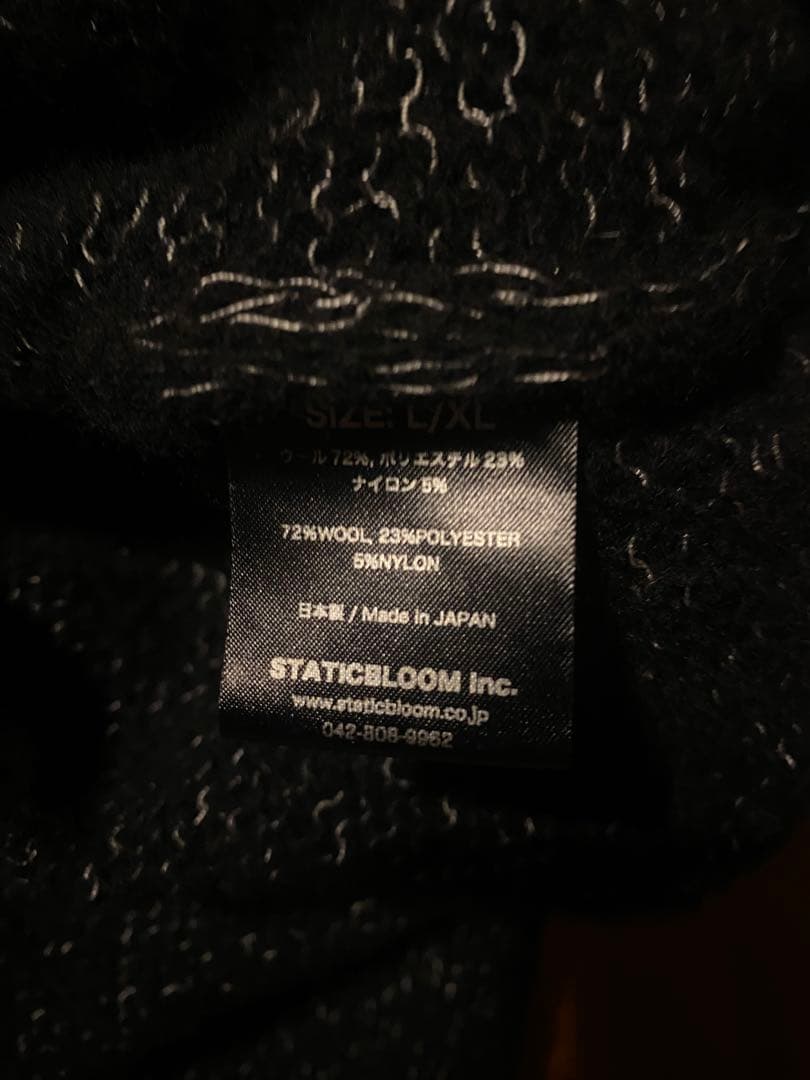 SIZE: L/XL
ウール72%, ポリエステル 23%
ナイロン 5%
72%WOOL, 23%POLYESTER
5%NYLON
日本製 / Made in JAPAN
STATICBLOOM Inc.
www.staticbloom.co.jp
042-808-9962